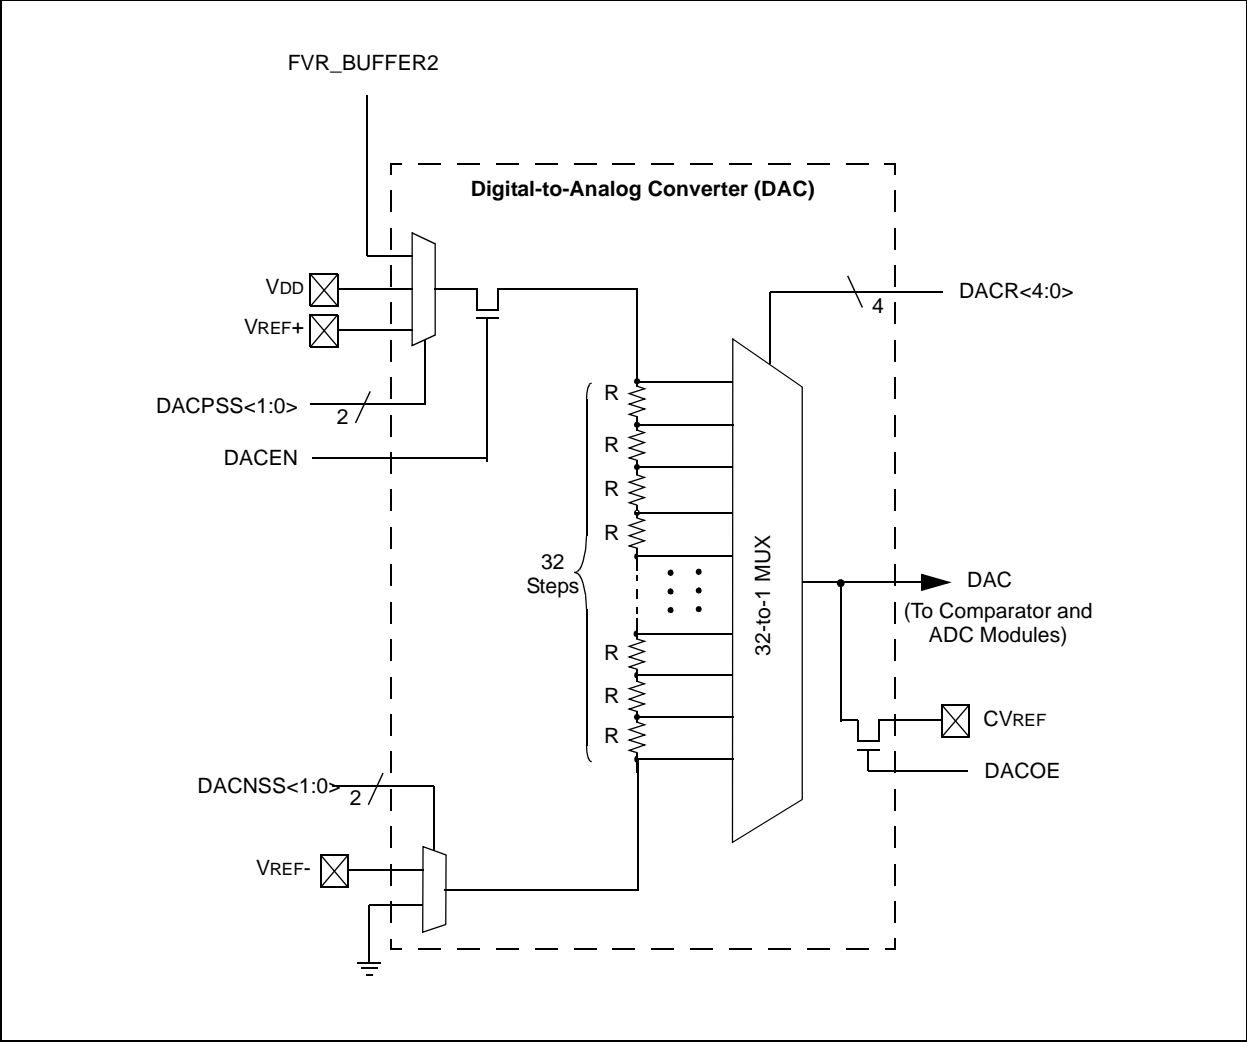 FVR_BUFFER2
Digital-to-Analog Converter (DAC)
VDD
VREF+
DACR<4:0>
4
DACPSS<1:0>
2
DACEN
R
R
R
R
32
Steps
32-to-1 MUX
DAC
(To Comparator and
ADC Modules)
R
R
R
CVREF
DACOE
DACNSS<1:0>
2
VREF-